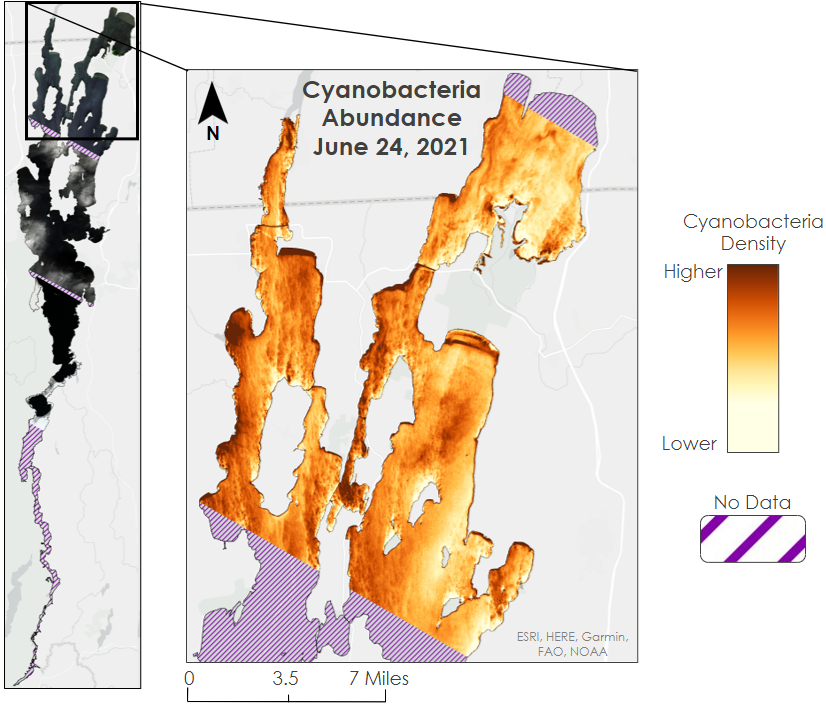 Cyanobacteria
Abundance
June 24, 2021
N
Cyanobacteria
Density
Higher
Lower
No Data
ESRI, HERE, Garmin,
FAO, NOAA
0 3.5 7 Miles